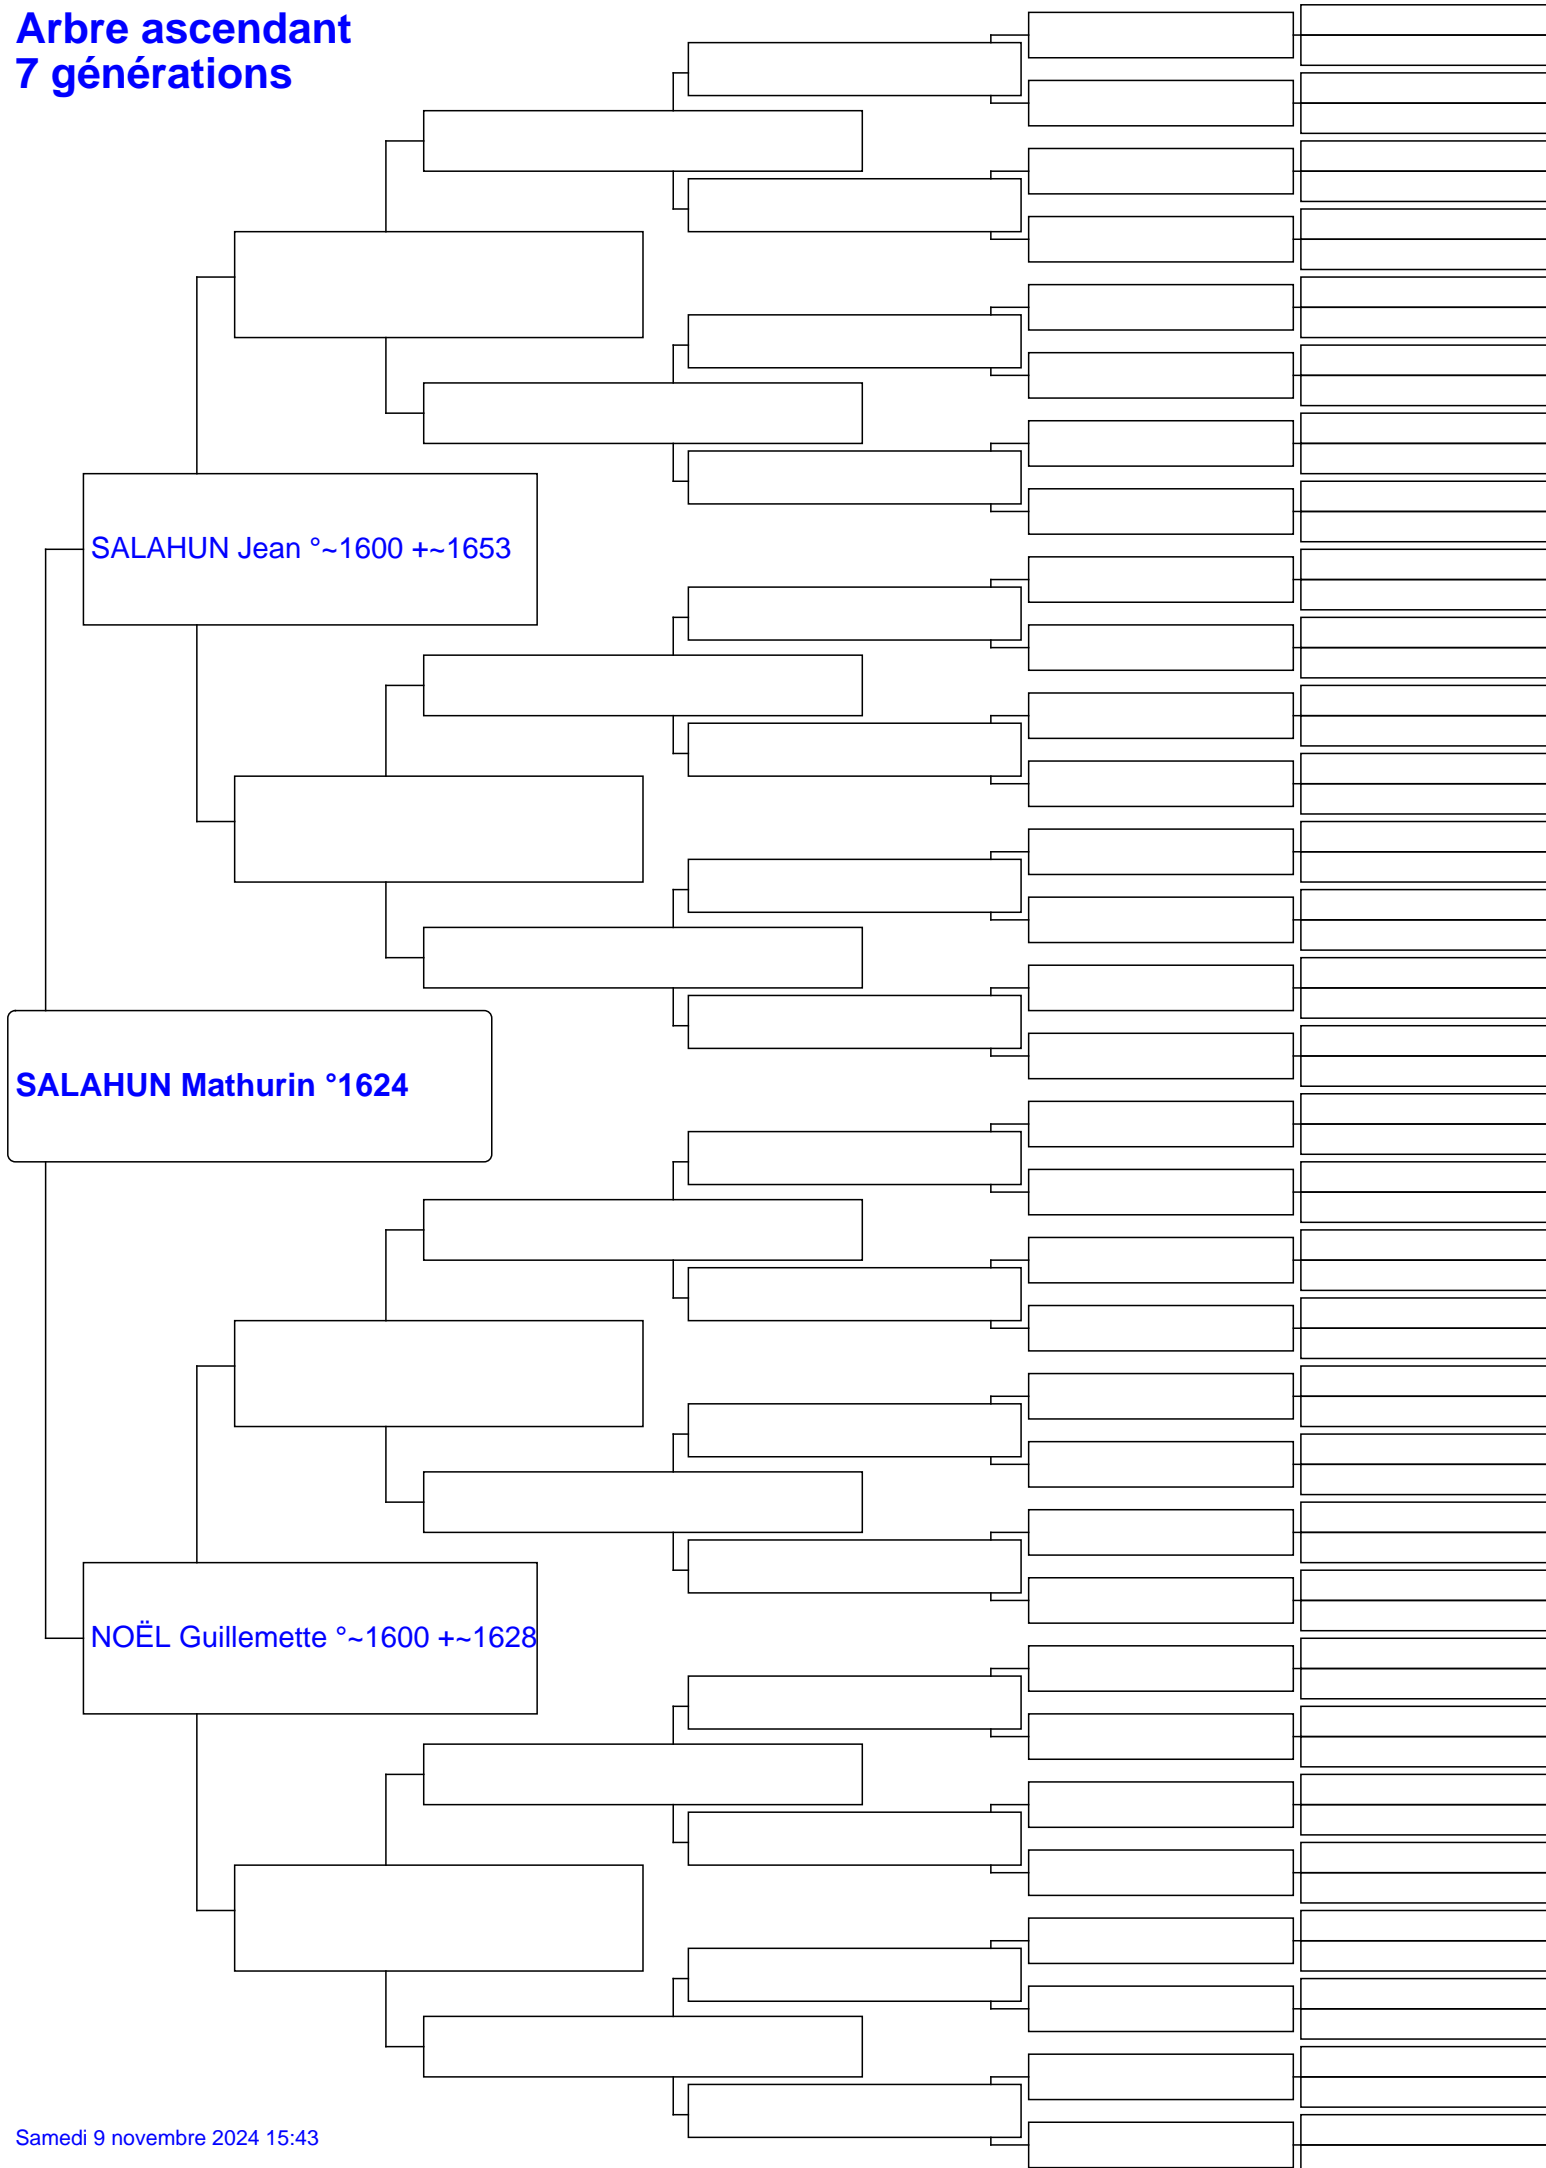 Arbre ascendant
7 générations
SALAHUN Jean °~1600 +~1653
SALAHUN Mathurin °1624
NOËL Guillemette °~1600 +~1628
Samedi 9 novembre 2024 15:43